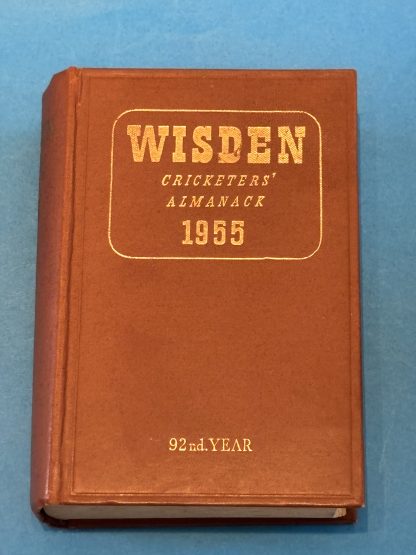 WISDEN
CRICKETERS'
ALMANACK
1955
92nd.YEAR